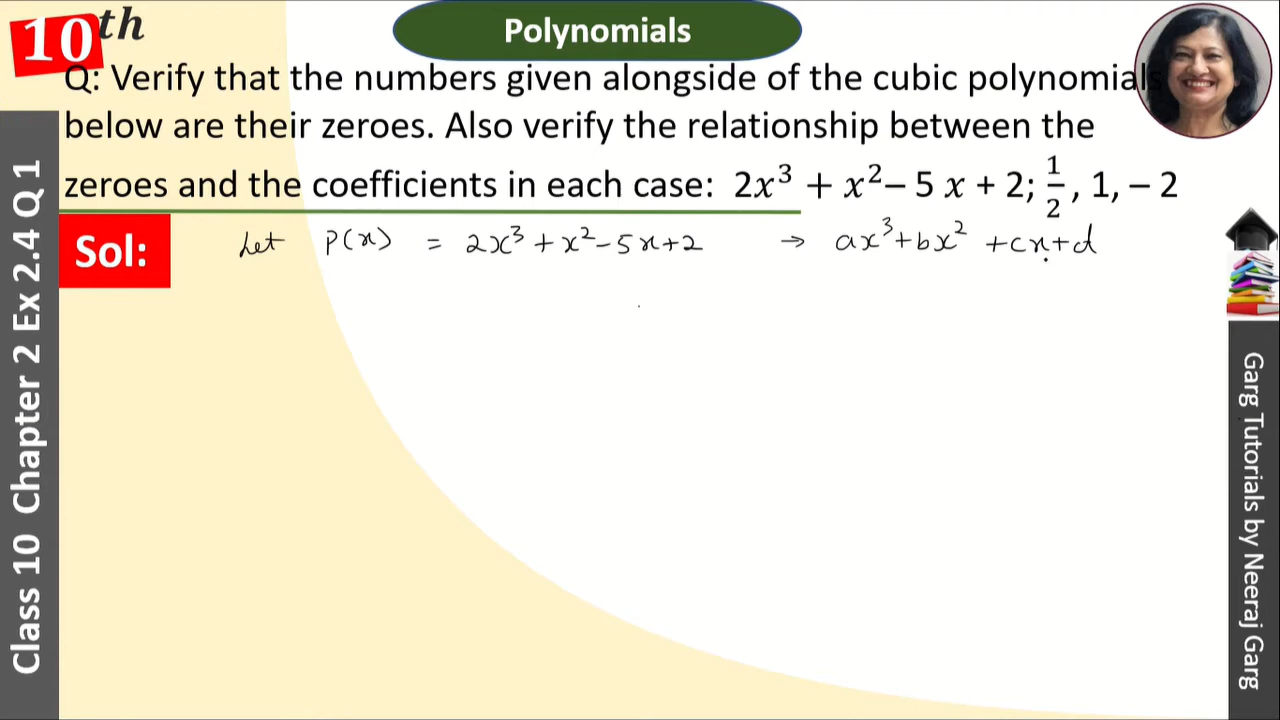 10th
Polynomials
Q: Verify that the numbers given alongside of the cubic polynomials
below are their zeroes. Also verify the relationship between the
zeroes and the coefficients in each case: 2x³ + x² – 5 x + 2; 1/2, 1, – 2
Sol:
Let P(x) = 2x³ + x² – 5x + 2 → ax³ + bx² + cx + d
Class 10 Chapter 2 Ex 2.4 Q 1
Garg Tutorials by Neeraj Garg